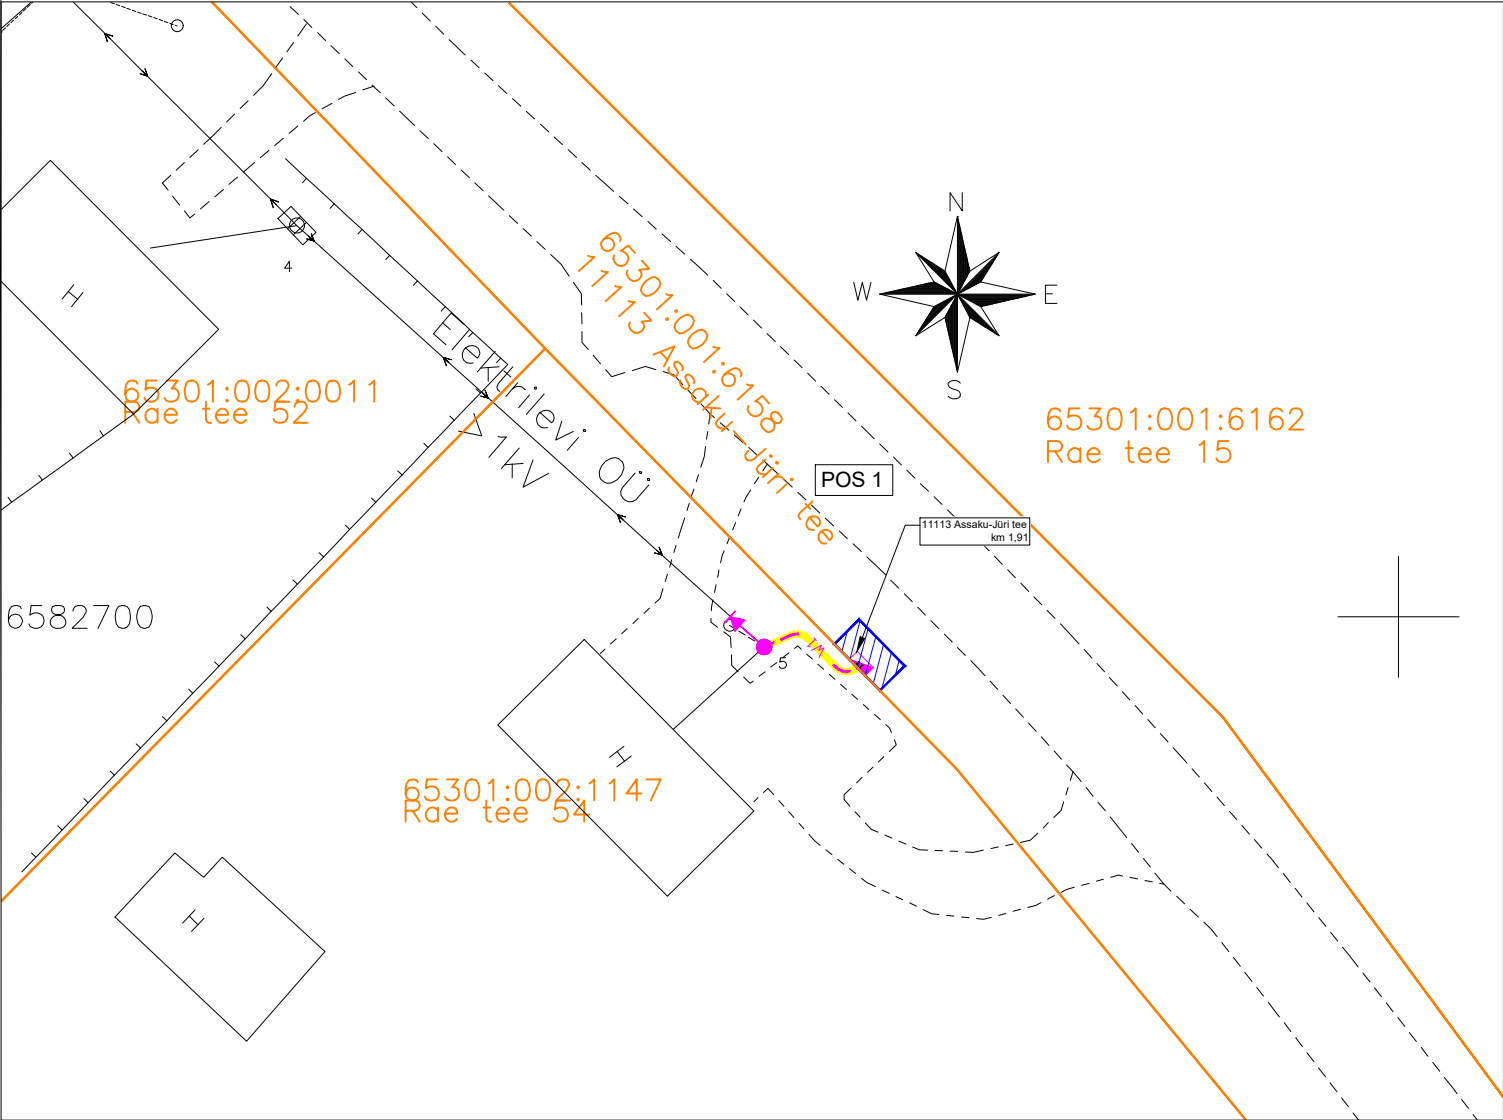 N
W
E
S
4
H
65301:001:6158
11113 Assaku-Jüri tee
Elektrilevi OÜ
> 1kV
65301:002:0011
Rae tee 52
65301:001:6162
Rae tee 15
POS 1
11113 Assaku-Jüri tee
km 1,91
6582700
W1
5
H
65301:002:1147
Rae tee 54
H